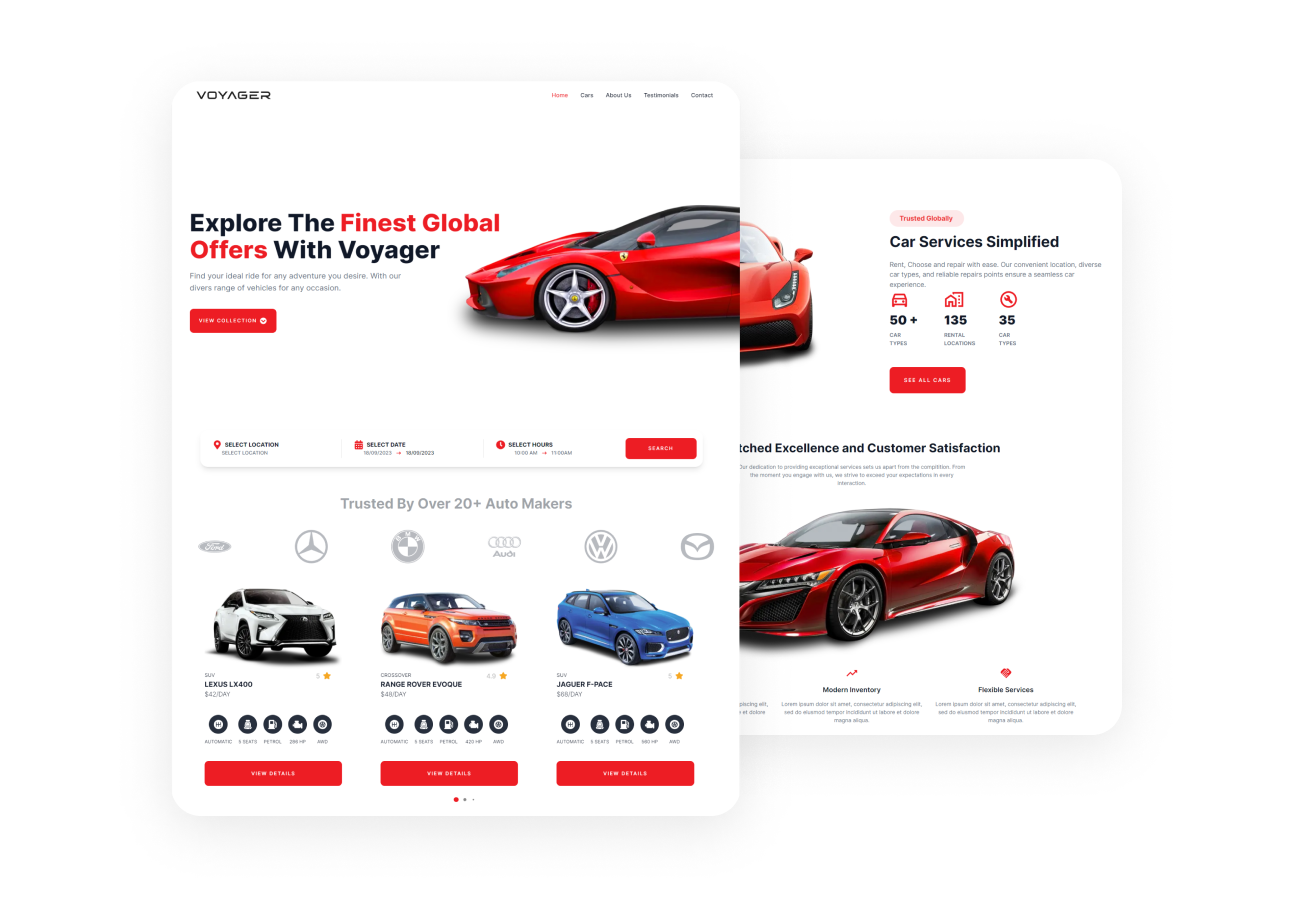 VOYAGER
Home Cars About Us Testimonials Contact
Explore The Finest Global
Offers With Voyager
Find your ideal ride for any adventure you desire. With our
divers range of vehicles for any occasion.
VIEW COLLECTION
SELECT LOCATION
SELECT LOCATION
SELECT DATE
18/09/2023 → 18/09/2023
SELECT HOURS
10:00 AM → 11:00AM
SEARCH
Trusted By Over 20+ Auto Makers
Ford
BMW
Audi
SUV 5
LEXUS LX400
$42/DAY
AUTOMATIC 5 SEATS PETROL 286 HP AWD
VIEW DETAILS
CROSSOVER 4.9
RANGE ROVER EVOQUE
$48/DAY
AUTOMATIC 5 SEATS PETROL 420 HP AWD
VIEW DETAILS
SUV 5
JAGUER F-PACE
$68/DAY
AUTOMATIC 5 SEATS PETROL 560 HP AWD
VIEW DETAILS
Trusted Globally
Car Services Simplified
Rent, Choose and repair with ease. Our convenient location, diverse
car types, and reliable repairs points ensure a seamless car
experience.
50 +
CAR
TYPES
135
RENTAL
LOCATIONS
35
CAR
TYPES
SEE ALL CARS
tched Excellence and Customer Satisfaction
Our dedication to providing exceptional services sets us apart from the compitition. From
the moment you engage with us, we strive to exceed your expectations in every
interaction.
piscing elit,
e et dolore
Modern Inventory
Lorem ipsum dolor sit amet, consectetur adipiscing elit,
sed do eiusmod tempor incididunt ut labore et dolore
magna aliqua.
Flexible Services
Lorem ipsum dolor sit amet, consectetur adipiscing elit,
sed do eiusmod tempor incididunt ut labore et dolore
magna aliqua.